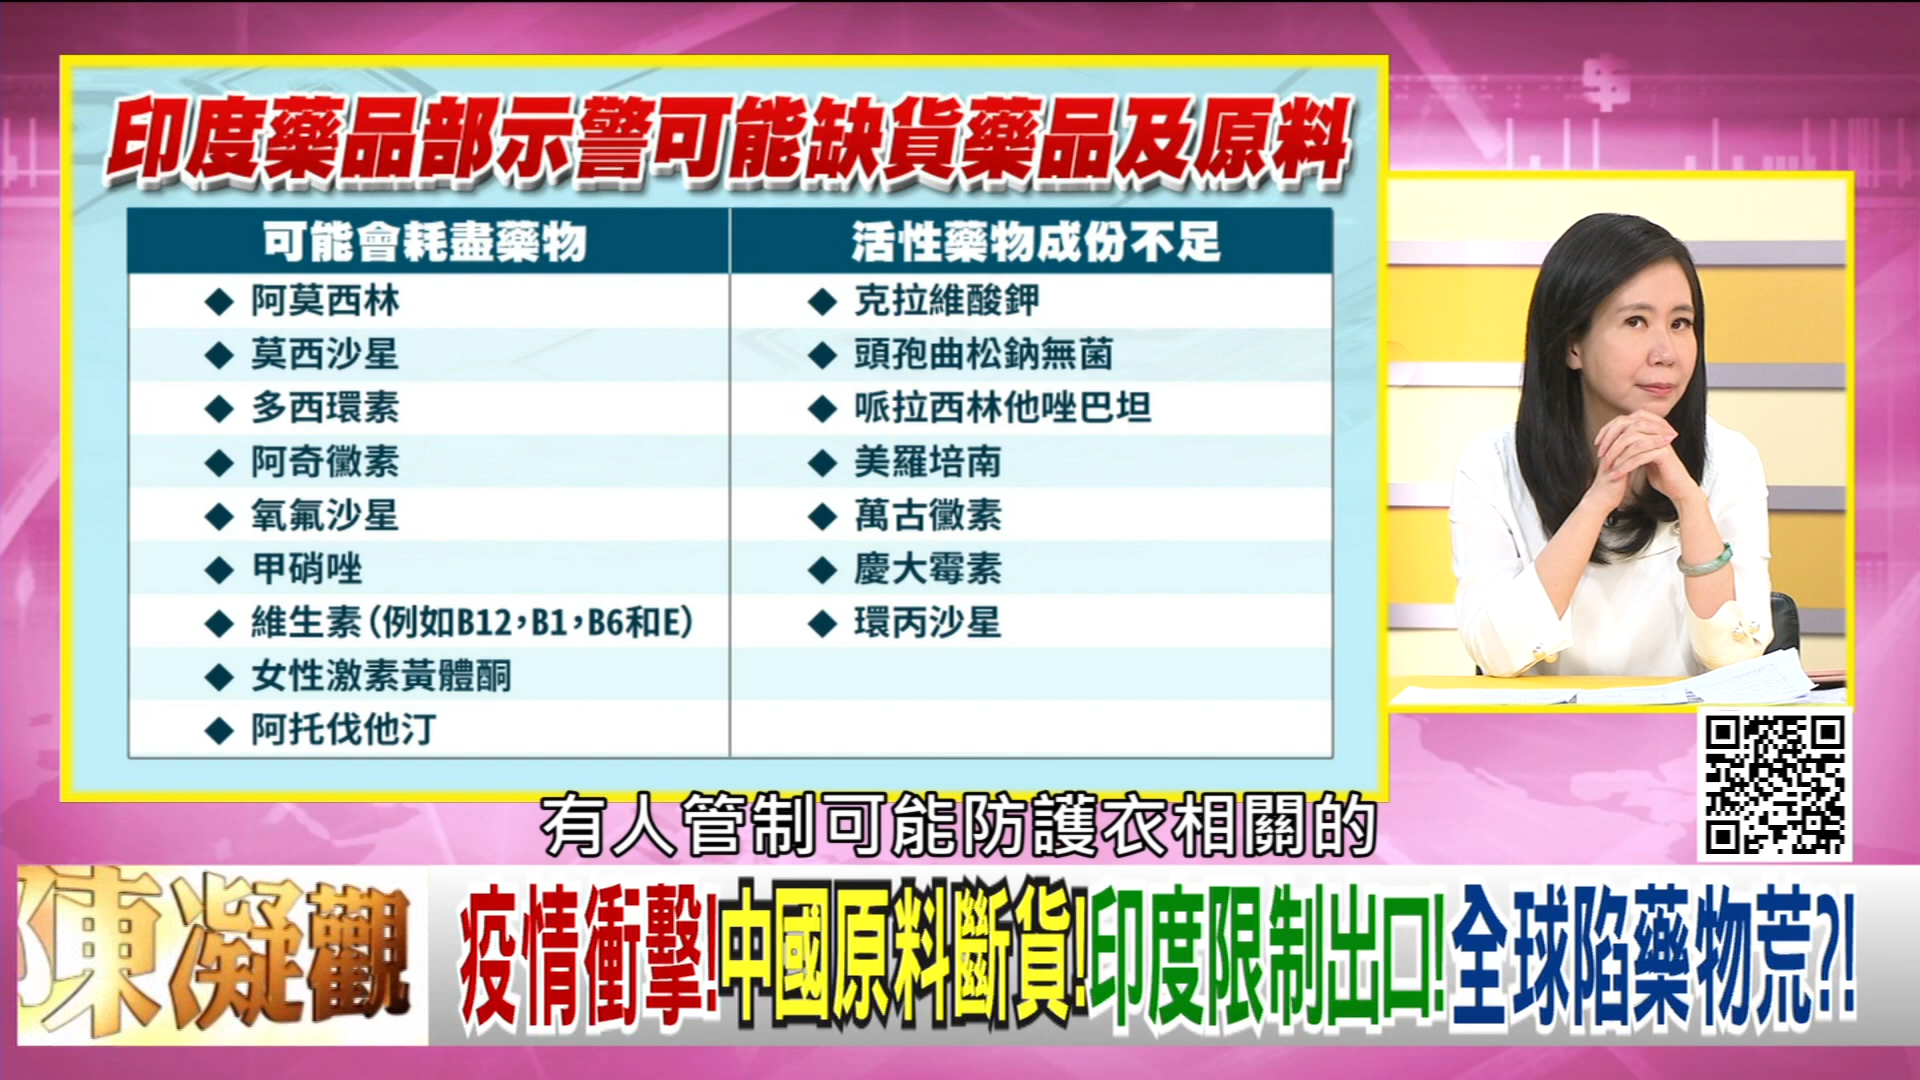 印度藥品部示警可能缺貨藥品及原料
可能會耗盡藥物
◆ 阿莫西林
◆ 莫西沙星
◆ 多西環素
◆ 阿奇黴素
◆ 氧氟沙星
◆ 甲硝唑
◆ 維生素(例如B12,B1,B6和E)
◆ 女性激素黃體酮
◆ 阿托伐他汀
活性藥物成份不足
◆ 克拉維酸鉀
◆ 頭孢曲松鈉無菌
◆ 哌拉西林他唑巴坦
◆ 美羅培南
◆ 萬古黴素
◆ 慶大霉素
◆ 環丙沙星
有人管制可能防護衣相關的
陳凝觀
疫情衝擊!中國原料斷貨!印度限制出口!全球陷藥物荒?!